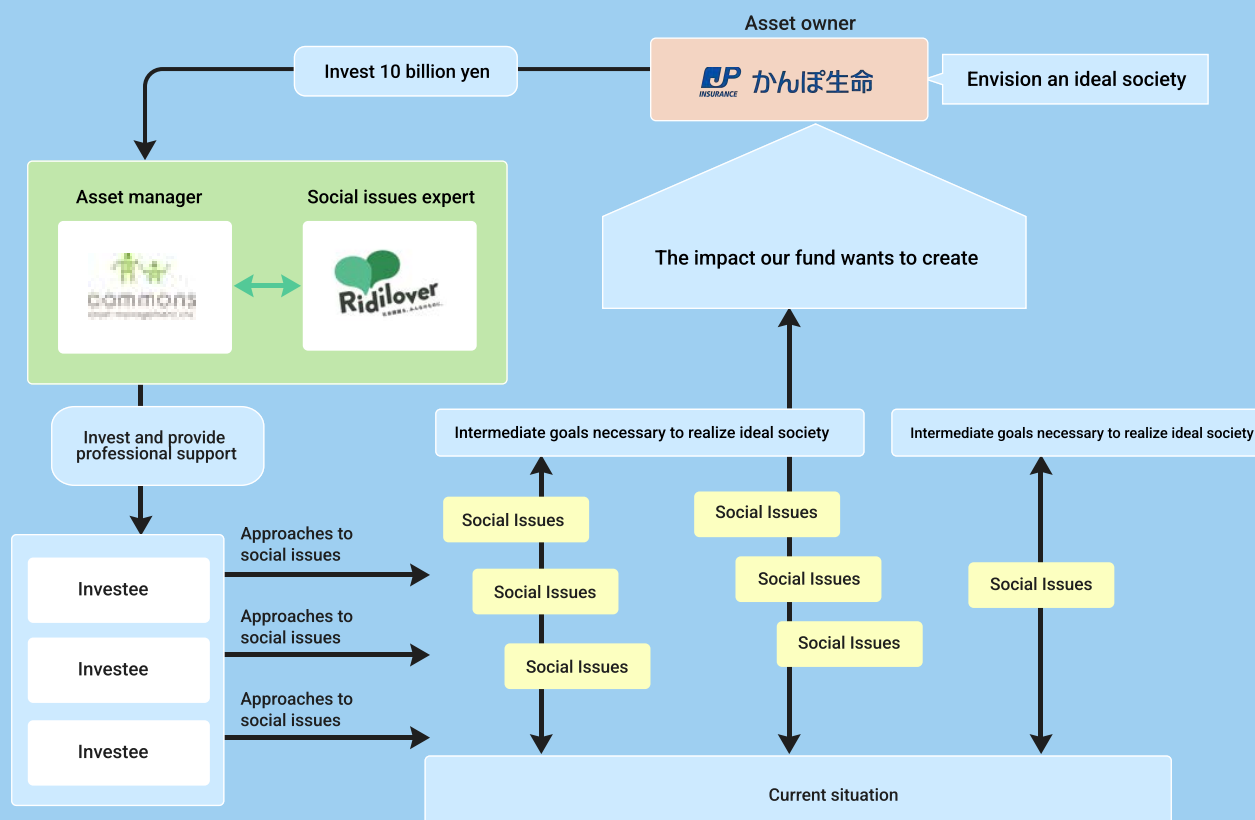 Asset owner
Invest 10 billion yen
JP
INSURANCE
かんぽ生命
Envision an ideal society
Asset manager
Social issues expert
commons
Ridilover
The impact our fund wants to create
Invest and provide
professional support
Intermediate goals necessary to realize ideal society
Intermediate goals necessary to realize ideal society
Social Issues
Social Issues
Social Issues
Social Issues
Social Issues
Social Issues
Social Issues
Approaches to
social issues
Investee
Approaches to
social issues
Investee
Approaches to
social issues
Investee
Current situation